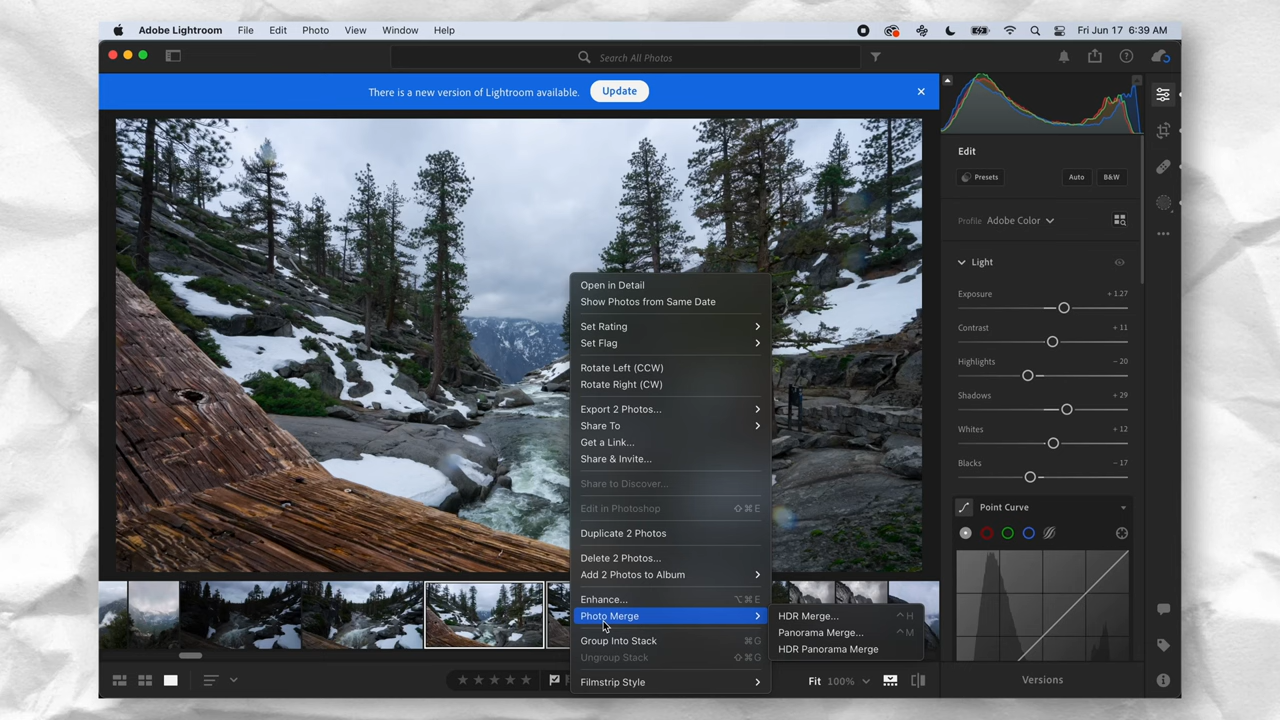 Adobe Lightroom File Edit Photo View Window Help Fri Jun 17 6:39 AM
Search All Photos
There is a new version of Lightroom available. Update
Edit
Presets Auto B&W
Profile Adobe Color
Light
Exposure + 1.27
Contrast + 11
Highlights – 20
Shadows + 29
Whites + 12
Blacks – 17
Point Curve
Open in Detail
Show Photos from Same Date
Set Rating
Set Flag
Rotate Left (CCW)
Rotate Right (CW)
Export 2 Photos...
Share To
Get a Link...
Share & Invite...
Share to Discover...
Edit in Photoshop ⇧⌘E
Duplicate 2 Photos
Delete 2 Photos...
Add 2 Photos to Album
Enhance... ⌥⌘E
Photo Merge
Group Into Stack ⌘G
Ungroup Stack ⇧⌘G
Filmstrip Style
HDR Merge... ^H
Panorama Merge... ^M
HDR Panorama Merge
Fit 100%
Versions